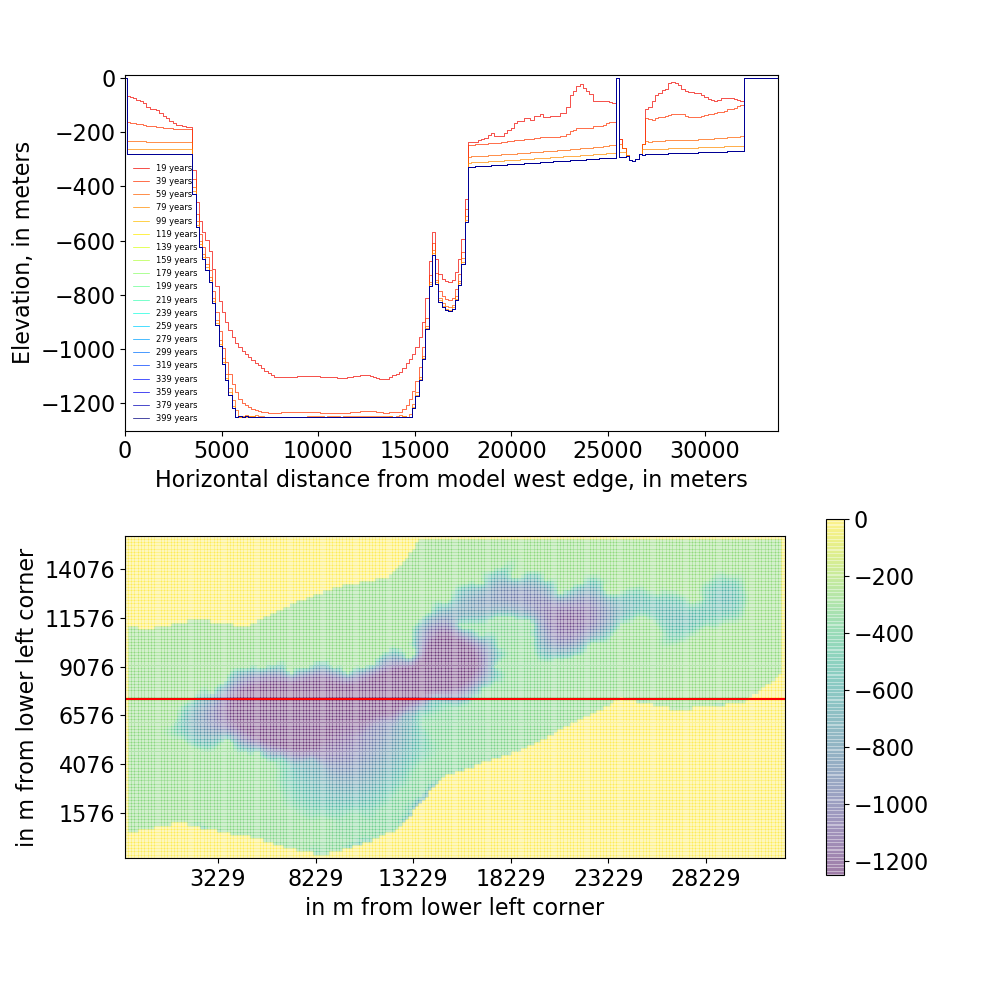 0
−200
−400
−600
−800
−1000
−1200
Elevation, in meters
19 years
39 years
59 years
79 years
99 years
119 years
139 years
159 years
179 years
199 years
219 years
239 years
259 years
279 years
299 years
319 years
339 years
359 years
379 years
399 years
0 5000 10000 15000 20000 25000 30000
Horizontal distance from model west edge, in meters
14076
11576
9076
6576
4076
1576
in m from lower left corner
3229 8229 13229 18229 23229 28229
in m from lower left corner
0
−200
−400
−600
−800
−1000
−1200